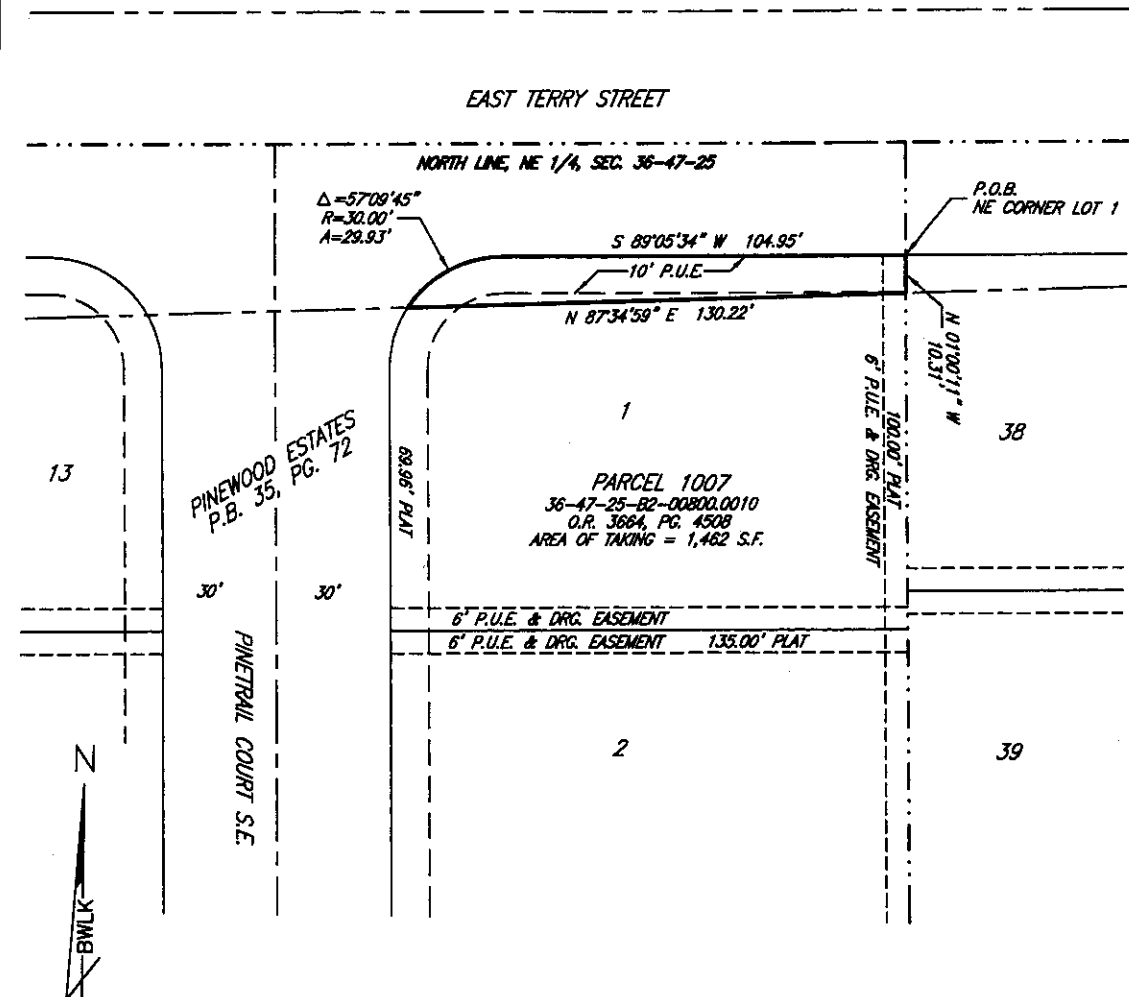 EAST TERRY STREET
NORTH LINE, NE 1/4, SEC. 36-47-25
Δ=57°09'45"
R=30.00'
A=29.93'
P.O.B.
NE CORNER LOT 1
S 89°05'34" W 104.95'
10' P.U.E.
N 87°34'59" E 130.22'
N 01°00'11" W
10.31'
1
38
13
PINEWOOD ESTATES
P.B. 35, PG. 72
69.96' PLAT
6' P.U.E. & DRG. EASEMENT
100.00' PLAT
PARCEL 1007
36-47-25-B2-00800.0010
O.R. 3664, PG. 4508
AREA OF TAKING = 1,462 S.F.
30'
30'
6' P.U.E. & DRG. EASEMENT
6' P.U.E. & DRG. EASEMENT 135.00' PLAT
PINETRAIL COURT S.E.
2
39
N
BWLK